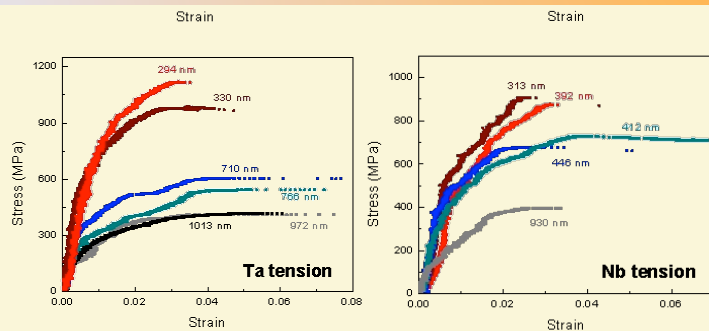 Strain
Strain
1200
900
600
300
0
Stress (MPa)
294 nm
330 nm
710 nm
766 nm
1013 nm
972 nm
Ta tension
0.00
0.02
0.04
0.06
0.08
Strain
1000
800
600
400
200
0
Stress (MPa)
313 nm
392 nm
412 nm
446 nm
930 nm
Nb tension
0.00
0.02
0.04
0.06
Strain